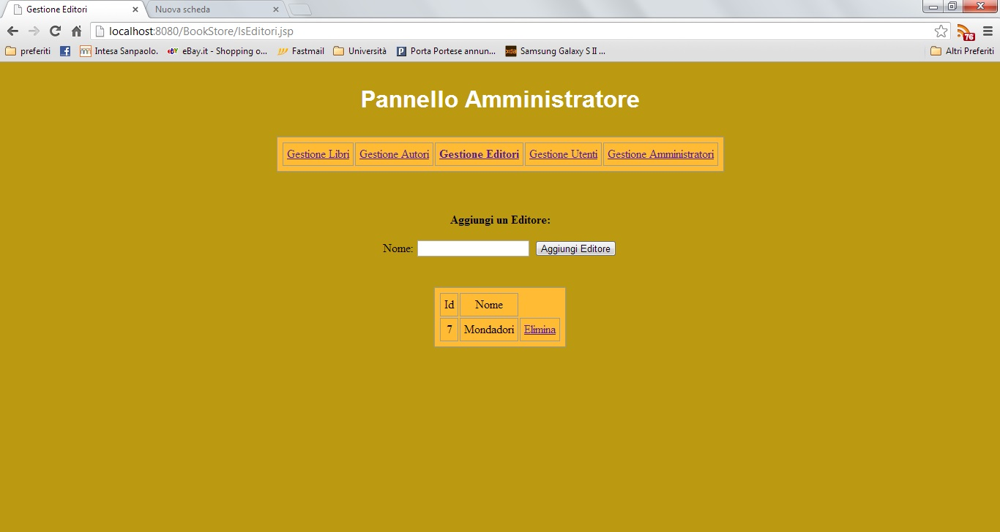 Gestione Editori
Nuova scheda
localhost:8080/BookStore/lsEditori.jsp
76
preferiti
Intesa Sanpaolo.
ebY eBay.it - Shopping o...
Fastmail
Università
P Porta Portese annun...
xda Samsung Galaxy S II ...
Altri Preferiti
Pannello Amministratore
Gestione Libri Gestione Autori Gestione Editori Gestione Utenti Gestione Amministratori
Aggiungi un Editore:
Nome: Aggiungi Editore
Id Nome
7 Mondadori Elimina